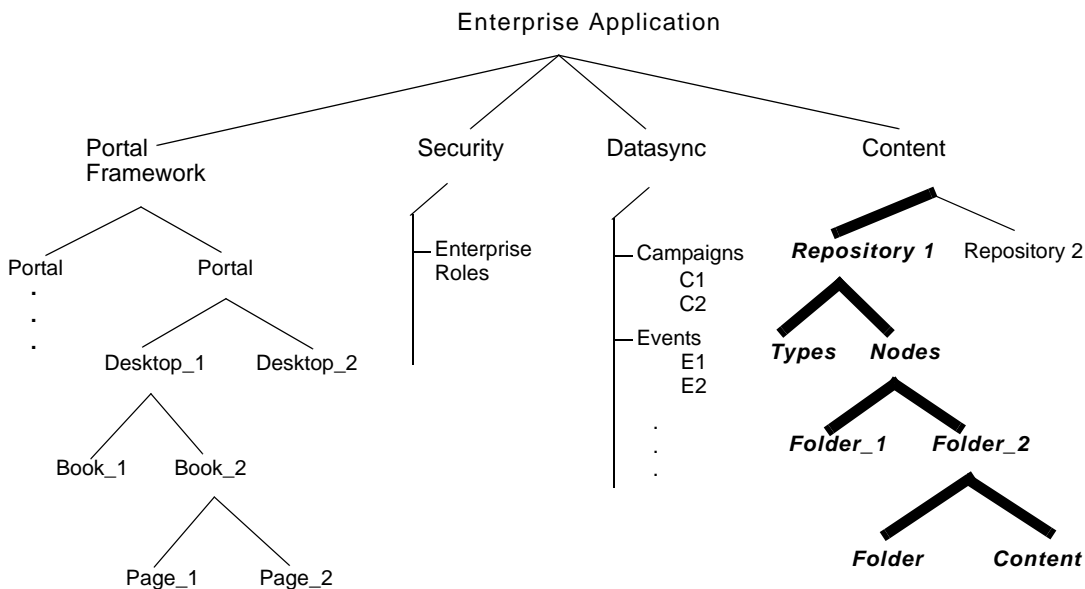 Enterprise Application
Portal
Framework
Security
Datasync
Content
Portal
Portal
Enterprise
Roles
Campaigns
C1
C2
Repository 1
Repository 2
Events
E1
E2
Desktop_1
Desktop_2
Types
Nodes
Book_1
Book_2
Folder_1
Folder_2
Page_1
Page_2
Folder
Content